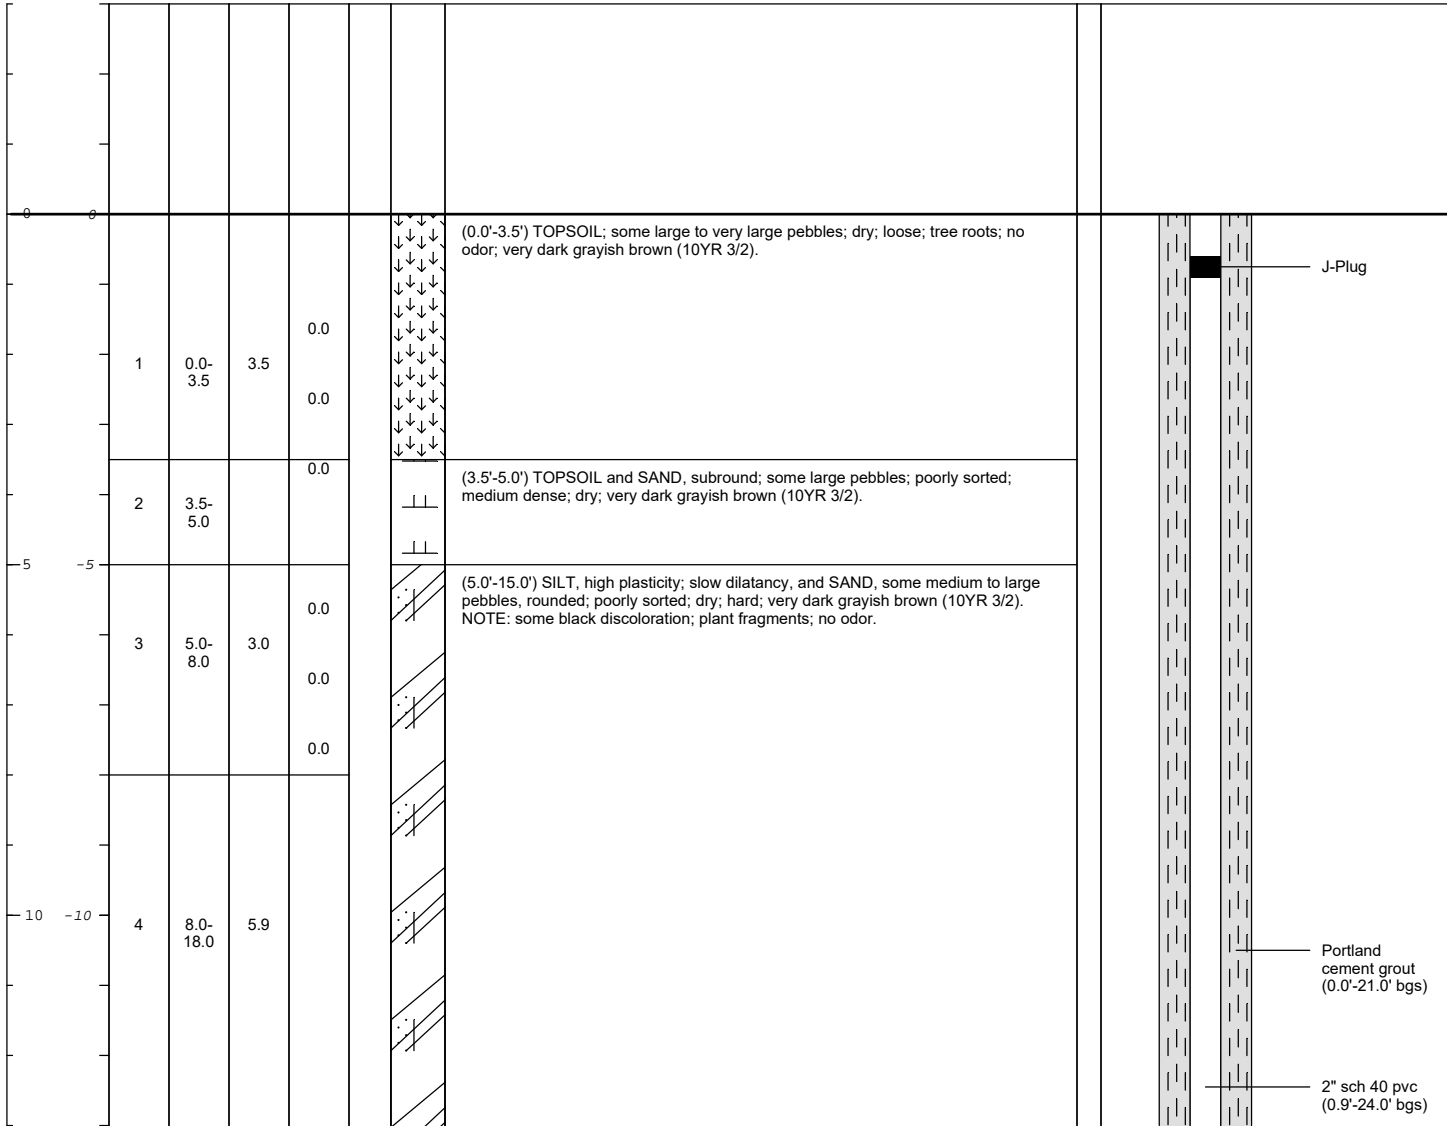 0 0
(0.0'-3.5') TOPSOIL; some large to very large pebbles; dry; loose; tree roots; no
odor; very dark grayish brown (10YR 3/2).
J-Plug
0.0
1 0.0- 3.5
3.5
0.0
0.0
(3.5'-5.0') TOPSOIL and SAND, subround; some large pebbles; poorly sorted;
medium dense; dry; very dark grayish brown (10YR 3/2).
2 3.5-
5.0
5 -5
(5.0'-15.0') SILT, high plasticity; slow dilatancy, and SAND, some medium to large
pebbles, rounded; poorly sorted; dry; hard; very dark grayish brown (10YR 3/2).
NOTE: some black discoloration; plant fragments; no odor.
0.0
3 5.0- 3.0
8.0
0.0
0.0
10 -10
4 8.0- 5.9
18.0
Portland
cement grout
(0.0'-21.0' bgs)
2" sch 40 pvc
(0.9'-24.0' bgs)